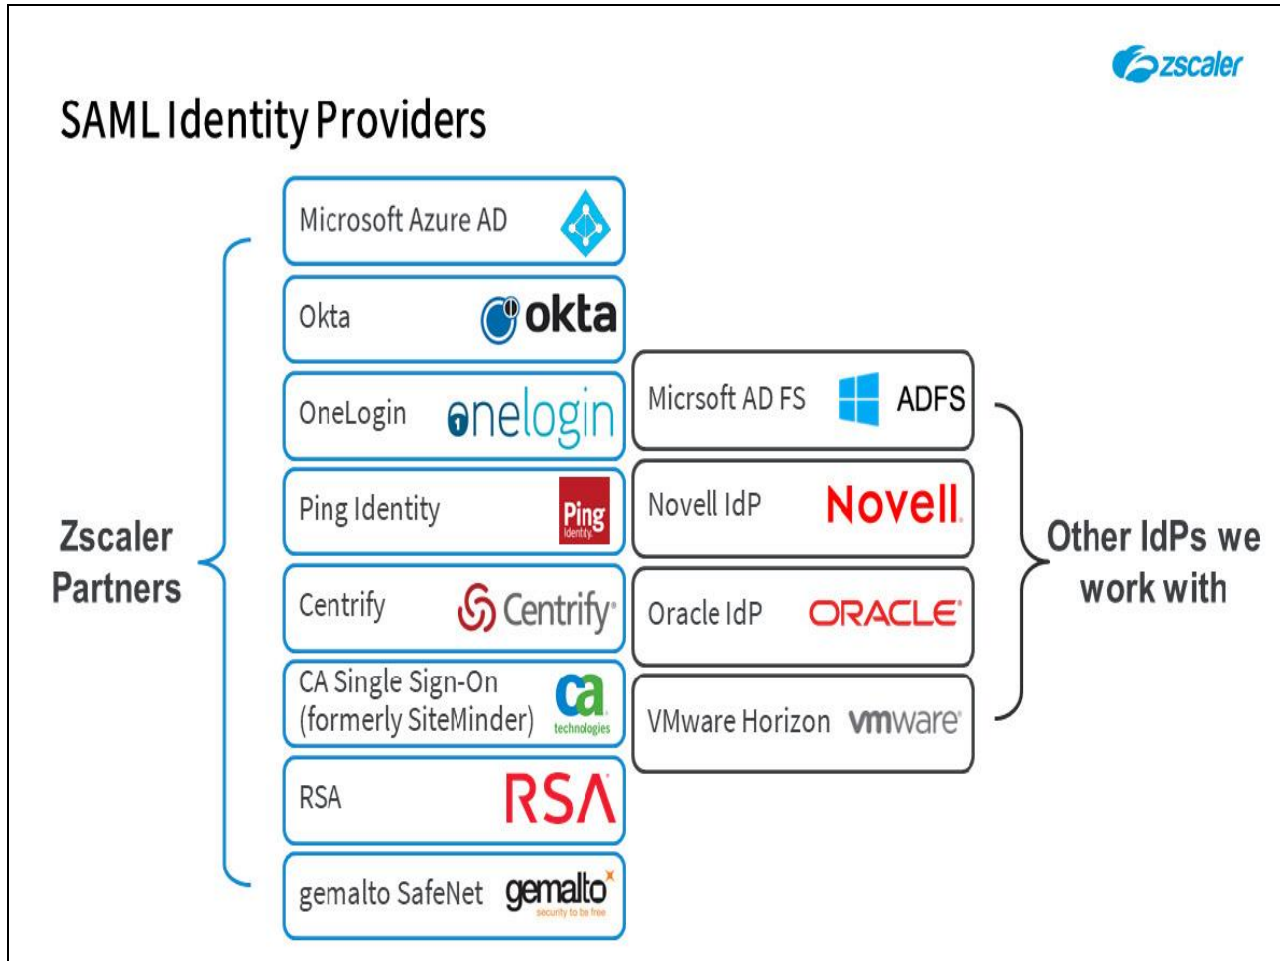 zscaler
SAML Identity Providers
Zscaler
Partners
Microsoft Azure AD
Okta
okta
OneLogin
onelogin
Ping Identity
Ping
Identity
Centrify
Centrify
CA Single Sign-On
(formerly SiteMinder)
ca
technologies
RSA
RSA
gemalto SafeNet
gemalto
security to be free
Micrsoft AD FS
ADFS
Novell IdP
Novell
Oracle IdP
ORACLE
VMware Horizon
vmware
Other IdPs we
work with